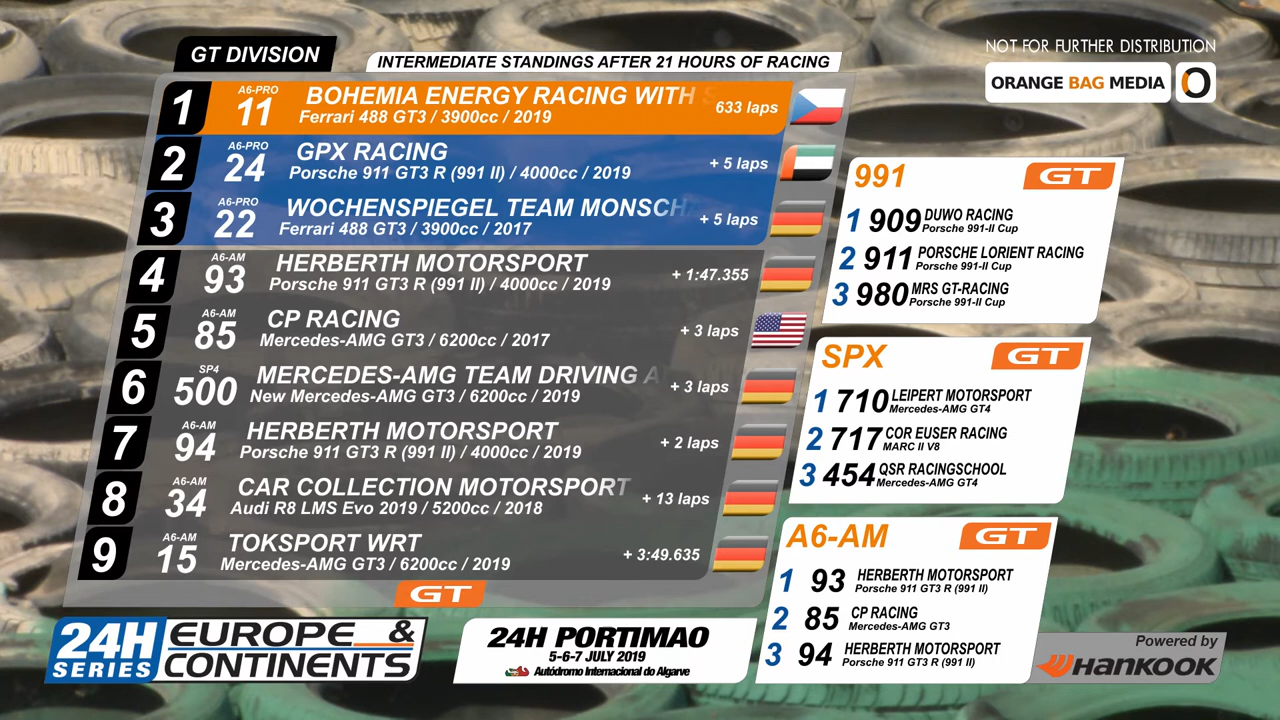 GT DIVISION
INTERMEDIATE STANDINGS AFTER 21 HOURS OF RACING
NOT FOR FURTHER DISTRIBUTION
ORANGE BAG MEDIA
1 A6-PRO 11 BOHEMIA ENERGY RACING WITH S 633 laps
Ferrari 488 GT3 / 3900cc / 2019
2 A6-PRO 24 GPX RACING + 5 laps
Porsche 911 GT3 R (991 II) / 4000cc / 2019
3 A6-PRO 22 WOCHENSPIEGEL TEAM MONSCH + 5 laps
Ferrari 488 GT3 / 3900cc / 2017
4 A6-AM 93 HERBERTH MOTORSPORT + 1:47.355
Porsche 911 GT3 R (991 II) / 4000cc / 2019
5 A6-AM 85 CP RACING + 3 laps
Mercedes-AMG GT3 / 6200cc / 2017
6 SP4 500 MERCEDES-AMG TEAM DRIVING A + 3 laps
New Mercedes-AMG GT3 / 6200cc / 2019
7 A6-AM 94 HERBERTH MOTORSPORT + 2 laps
Porsche 911 GT3 R (991 II) / 4000cc / 2019
8 A6-AM 34 CAR COLLECTION MOTORSPORT + 13 laps
Audi R8 LMS Evo 2019 / 5200cc / 2018
9 A6-AM 15 TOKSPORT WRT + 3:49.635
Mercedes-AMG GT3 / 6200cc / 2019
GT
991 GT
1 909 DUWO RACING
Porsche 991-II Cup
2 911 PORSCHE LORIENT RACING
Porsche 991-II Cup
3 980 MRS GT-RACING
Porsche 991-II Cup
SPX GT
1 710 LEIPERT MOTORSPORT
Mercedes-AMG GT4
2 717 COR EUSER RACING
MARC II V8
3 454 QSR RACINGSCHOOL
Mercedes-AMG GT4
A6-AM GT
1 93 HERBERTH MOTORSPORT
Porsche 911 GT3 R (991 II)
2 85 CP RACING
Mercedes-AMG GT3
3 94 HERBERTH MOTORSPORT
Porsche 911 GT3 R (991 II)
24H SERIES
EUROPE &
CONTINENTS
24H PORTIMAO
5-6-7 JULY 2019
Autódromo Internacional do Algarve
Powered by
HANKOOK